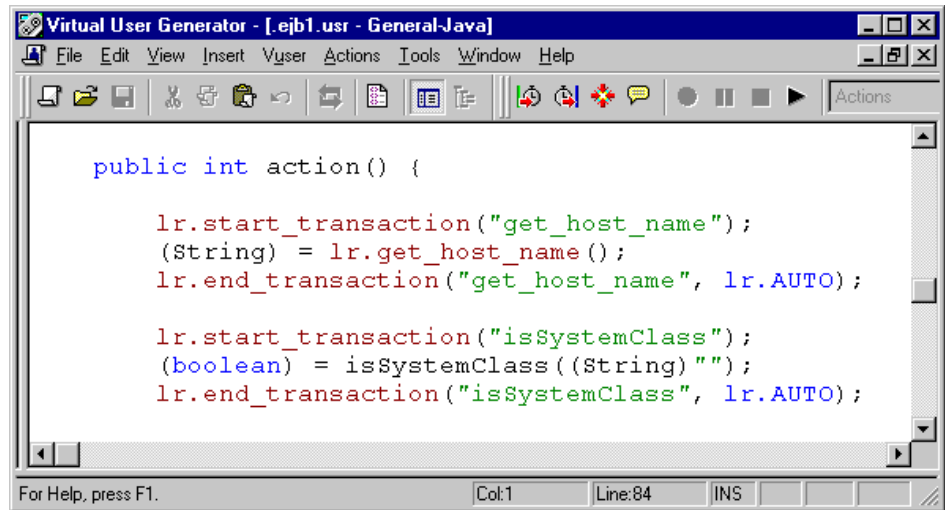 Virtual User Generator - [.ejb1.usr - General-Java]
File Edit View Insert Vuser Actions Tools Window Help
Actions
public int action() {
lr.start_transaction("get_host_name");
(String) = lr.get_host_name();
lr.end_transaction("get_host_name", lr.AUTO);
lr.start_transaction("isSystemClass");
(boolean) = isSystemClass((String)"");
lr.end_transaction("isSystemClass", lr.AUTO);
For Help, press F1. Col:1 Line:84 INS